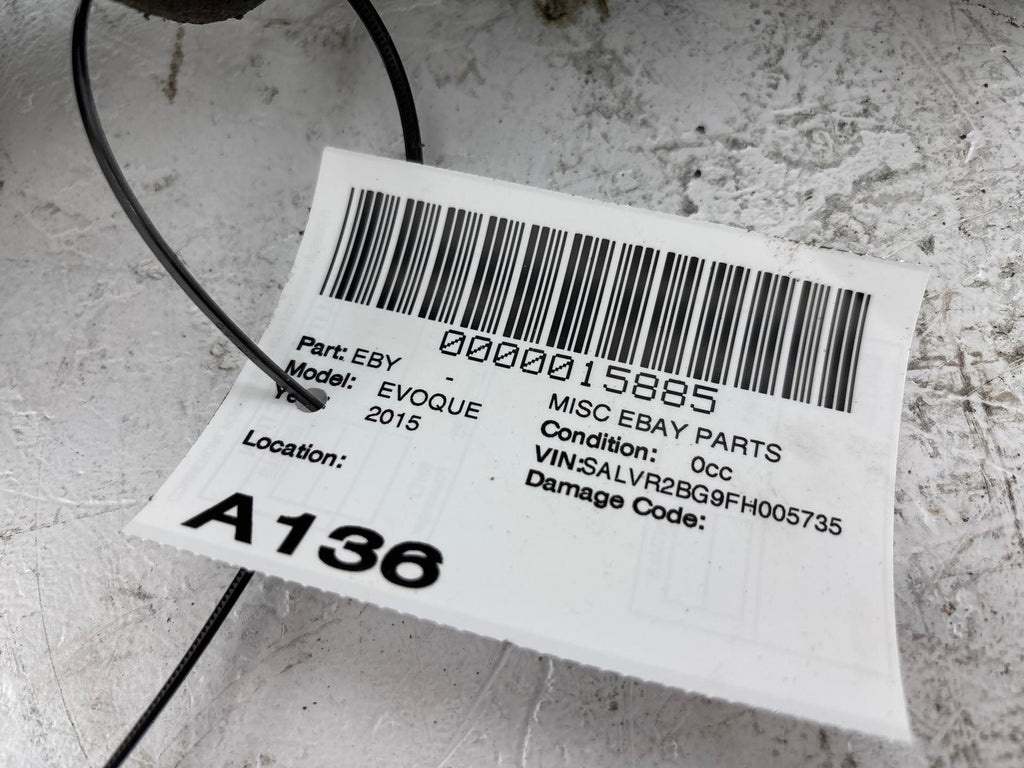 0000015885
Part: EBY - MISC EBAY PARTS
Model: EVOQUE Condition: 0cc
2015 VIN:SALVR2BG9FH005735
Location: Damage Code:
A136